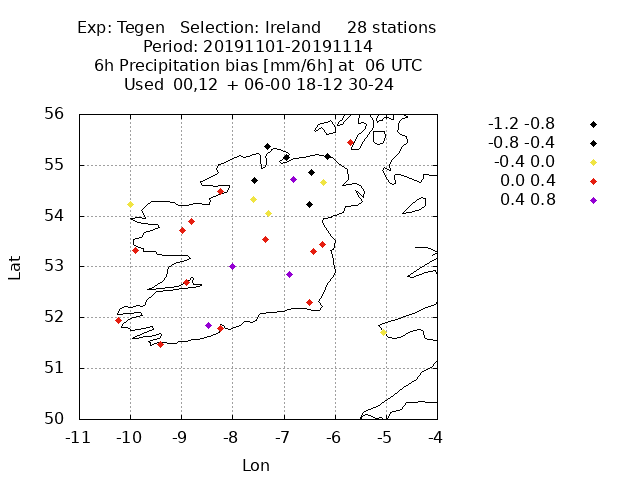 Exp: Tegen   Selection: Ireland     28 stations
Period: 20191101-20191114
6h Precipitation bias [mm/6h] at  06 UTC
Used  00,12  + 06-00 18-12 30-24
-1.2 -0.8
-0.8 -0.4
-0.4 0.0
0.0 0.4
0.4 0.8
56
55
54
53
52
51
50
Lat
-11 -10 -9 -8 -7 -6 -5 -4
Lon